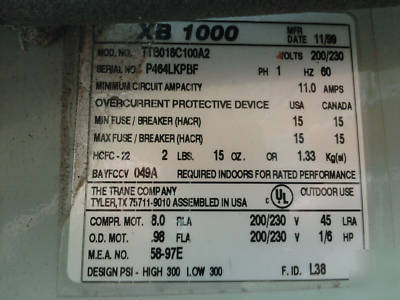 XB 1000
MFR DATE 11/99
MOD. NO. TTB018C100A2 VOLTS 200/230
SERIAL NO P464LKPBF PH 1 HZ 60
MINIMUM CIRCUIT AMPACITY 11.0 AMPS
OVERCURRENT PROTECTIVE DEVICE USA CANADA
MIN FUSE / BREAKER (HACR) 15 15
MAX FUSE / BREAKER (HACR) 15 15
HCFC-22 2 LBS. 15 OZ. OR 1.33 Kg(s)
BAYFCCV 049A REQUIRED INDOORS FOR RATED PERFORMANCE
THE TRANE COMPANY
TYLER, TX 75711-9010 ASSEMBLED IN USA
UL OUTDOOR USE
COMPR. MOT. 8.0 RLA 200/230 V 45 LRA
O.D. MOT. .98 FLA 200/230 V 1/6 HP
M.E.A. NO. 58-97E
DESIGN PSI - HIGH 300 LOW 300 F. ID. L38